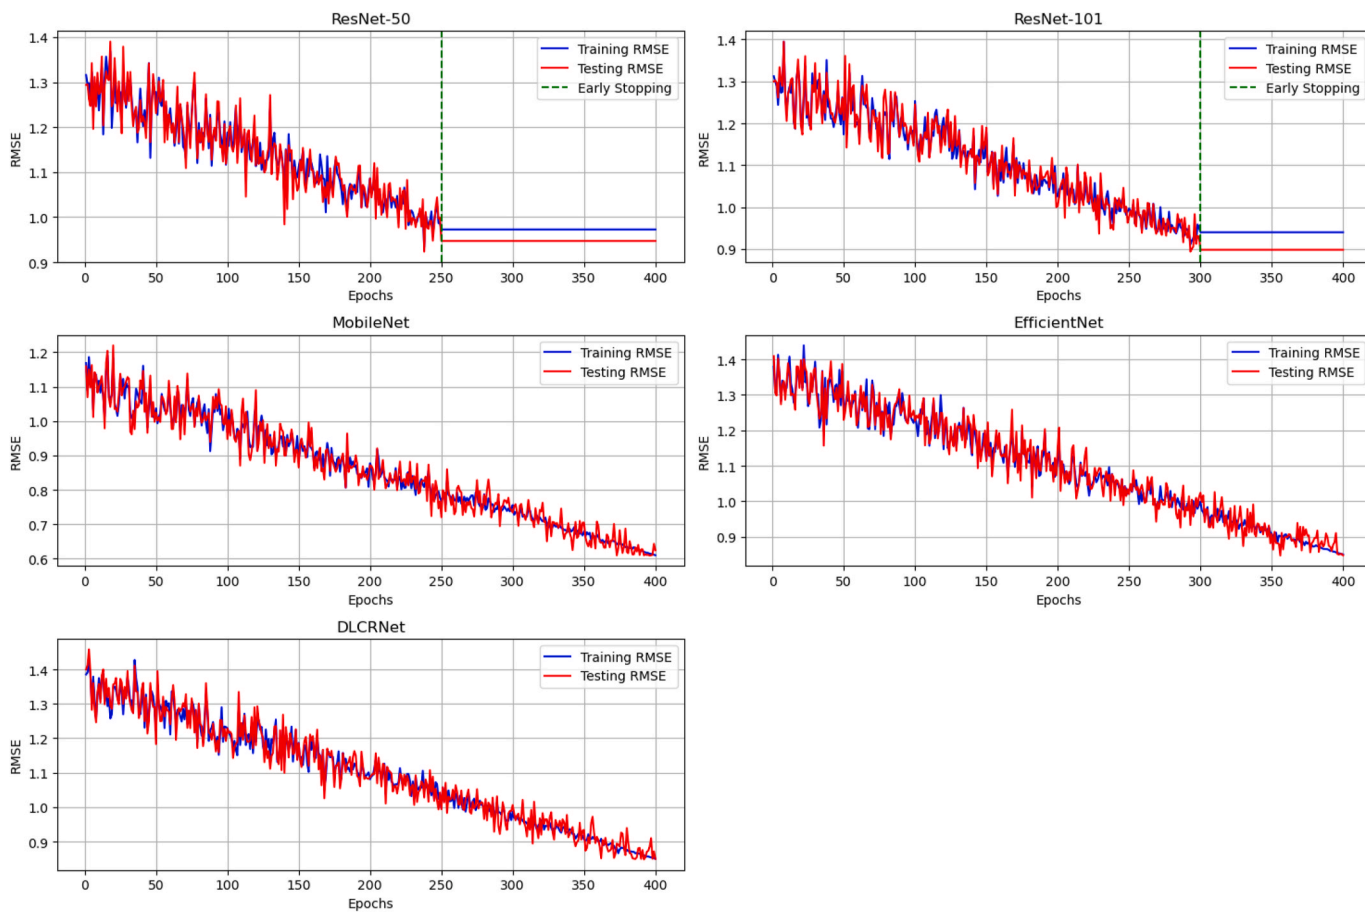 ResNet-50
1.4
1.3
1.2
1.1
1.0
0.9
RMSE
Training RMSE
Testing RMSE
Early Stopping
0 50 100 150 200 250 300 350 400
Epochs
ResNet-101
1.4
1.3
1.2
1.1
1.0
0.9
RMSE
Training RMSE
Testing RMSE
Early Stopping
0 50 100 150 200 250 300 350 400
Epochs
MobileNet
1.2
1.1
1.0
0.9
0.8
0.7
0.6
RMSE
Training RMSE
Testing RMSE
0 50 100 150 200 250 300 350 400
Epochs
EfficientNet
1.4
1.3
1.2
1.1
1.0
0.9
RMSE
Training RMSE
Testing RMSE
0 50 100 150 200 250 300 350 400
Epochs
DLCRNet
1.4
1.3
1.2
1.1
1.0
0.9
RMSE
Training RMSE
Testing RMSE
0 50 100 150 200 250 300 350 400
Epochs